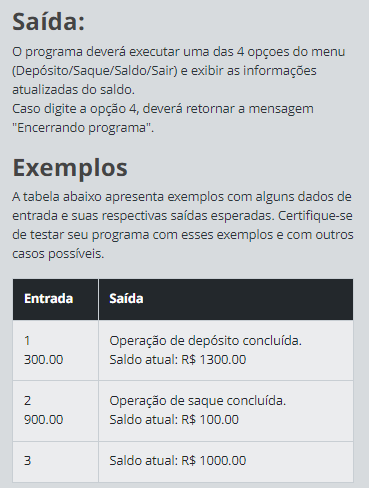 Saída:
O programa deverá executar uma das 4 opçoes do menu
(Depósito/Saque/Saldo/Sair) e exibir as informações
atualizadas do saldo.
Caso digite a opção 4, deverá retornar a mensagem
"Encerrando programa".
Exemplos
A tabela abaixo apresenta exemplos com alguns dados de
entrada e suas respectivas saídas esperadas. Certifique-se
de testar seu programa com esses exemplos e com outros
casos possíveis.
Entrada Saída
1 Operação de depósito concluída.
300.00 Saldo atual: R$ 1300.00
2 Operação de saque concluída.
900.00 Saldo atual: R$ 100.00
3 Saldo atual: R$ 1000.00